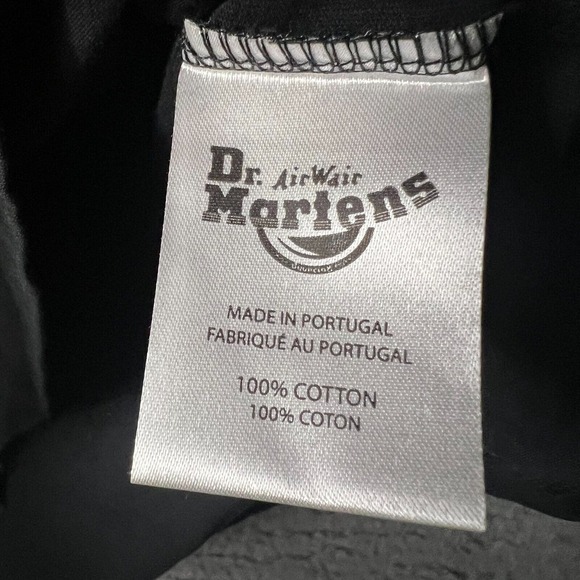 Dr. AirWair
Martens
MADE IN PORTUGAL
FABRIQUÉ AU PORTUGAL
100% COTTON
100% COTON